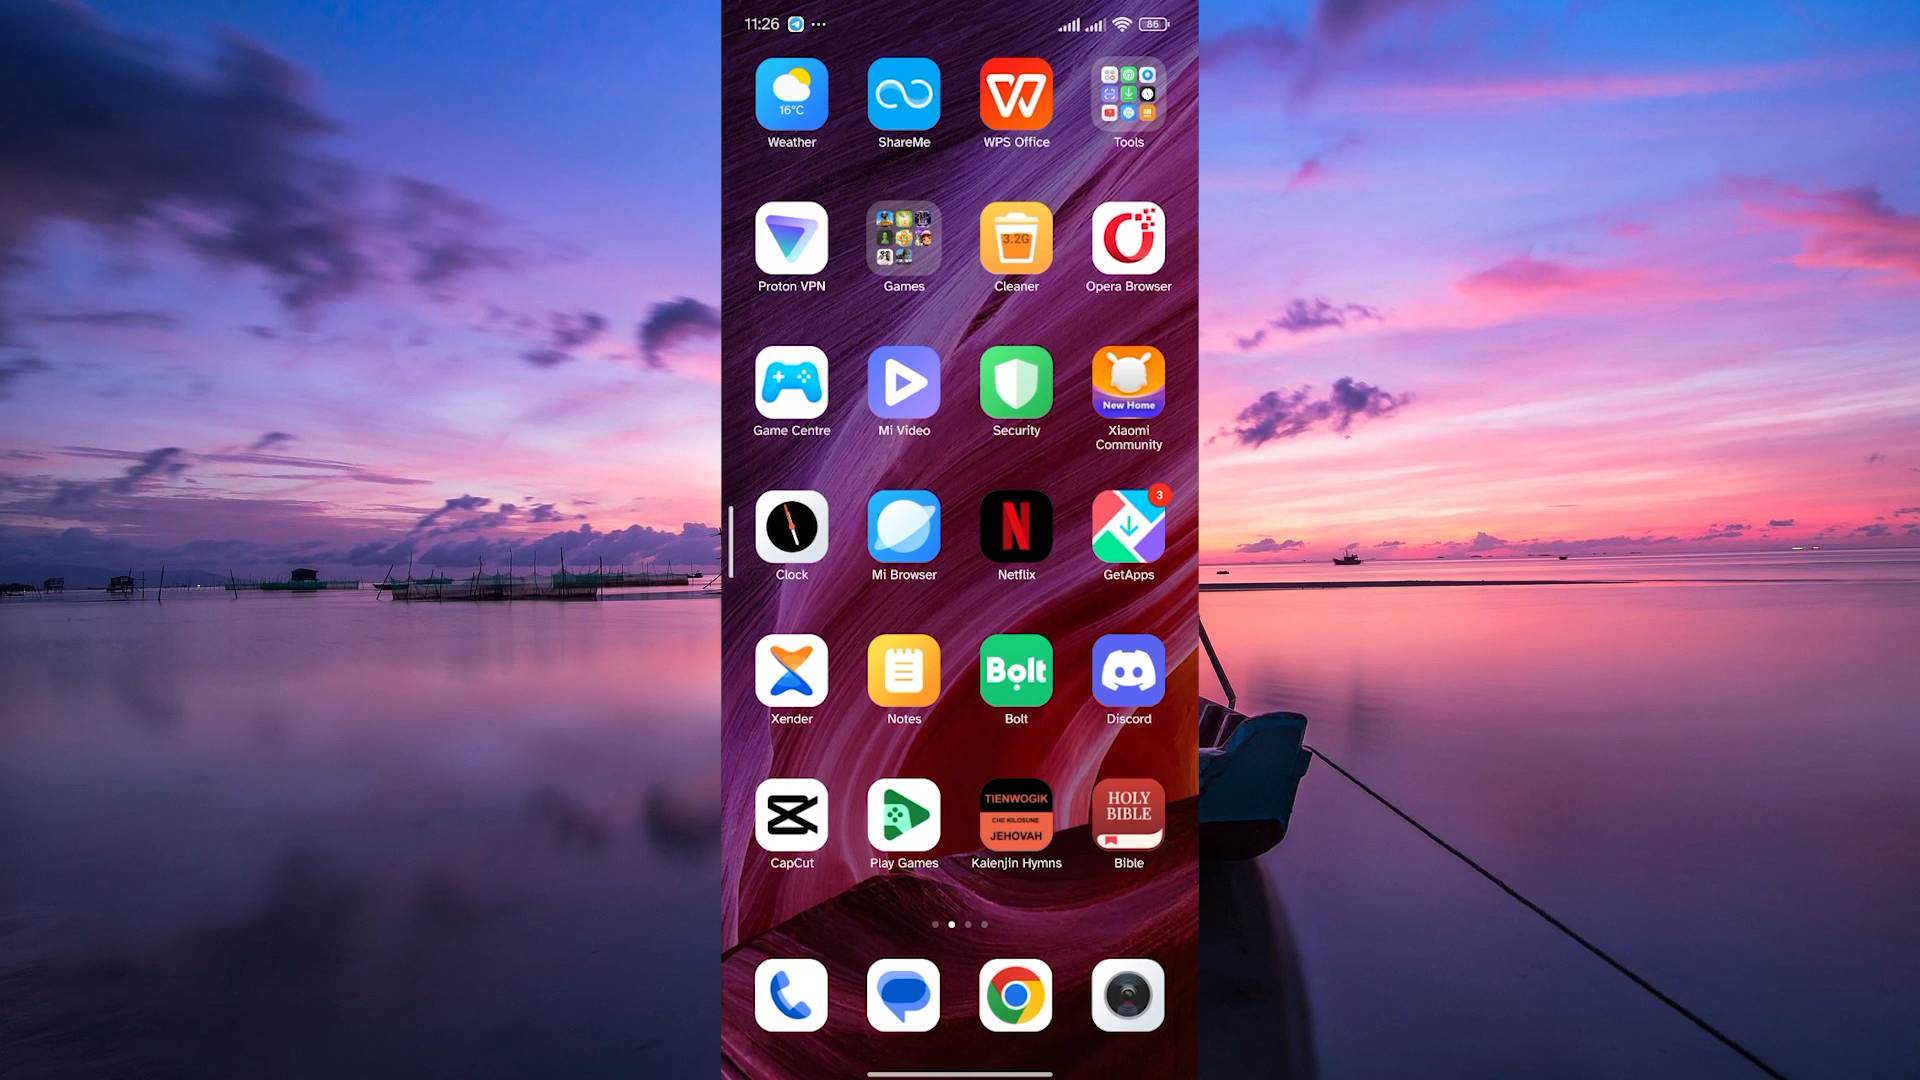 11:26
86
16°C
Weather
ShareMe
WPS Office
Tools
Proton VPN
Games
3.2G
Cleaner
Opera Browser
Game Centre
Mi Video
Security
New Home
Xiaomi
Community
Clock
Mi Browser
Netflix
3
GetApps
Xender
Notes
Bolt
Bolt
Discord
CapCut
Play Games
TIENWOGIK
CHE KILOSUNE
JEHOVAH
Kalenjin Hymns
HOLY
BIBLE
Bible